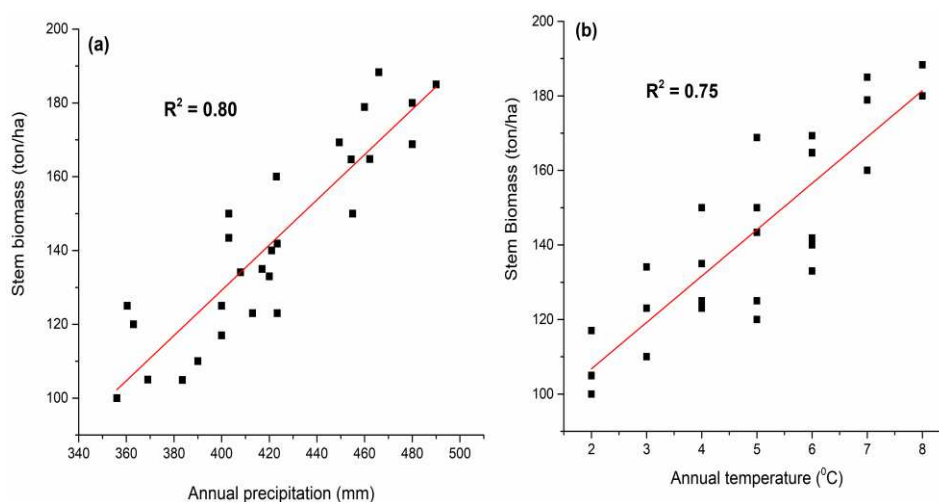 (a)
R² = 0.80
Stem biomass (ton/ha)
200
180
160
140
120
100
340 360 380 400 420 440 460 480 500
Annual precipitation (mm)
(b)
R² = 0.75
Stem Biomass (ton/ha)
200
180
160
140
120
100
2 3 4 5 6 7 8
Annual temperature (⁰C)